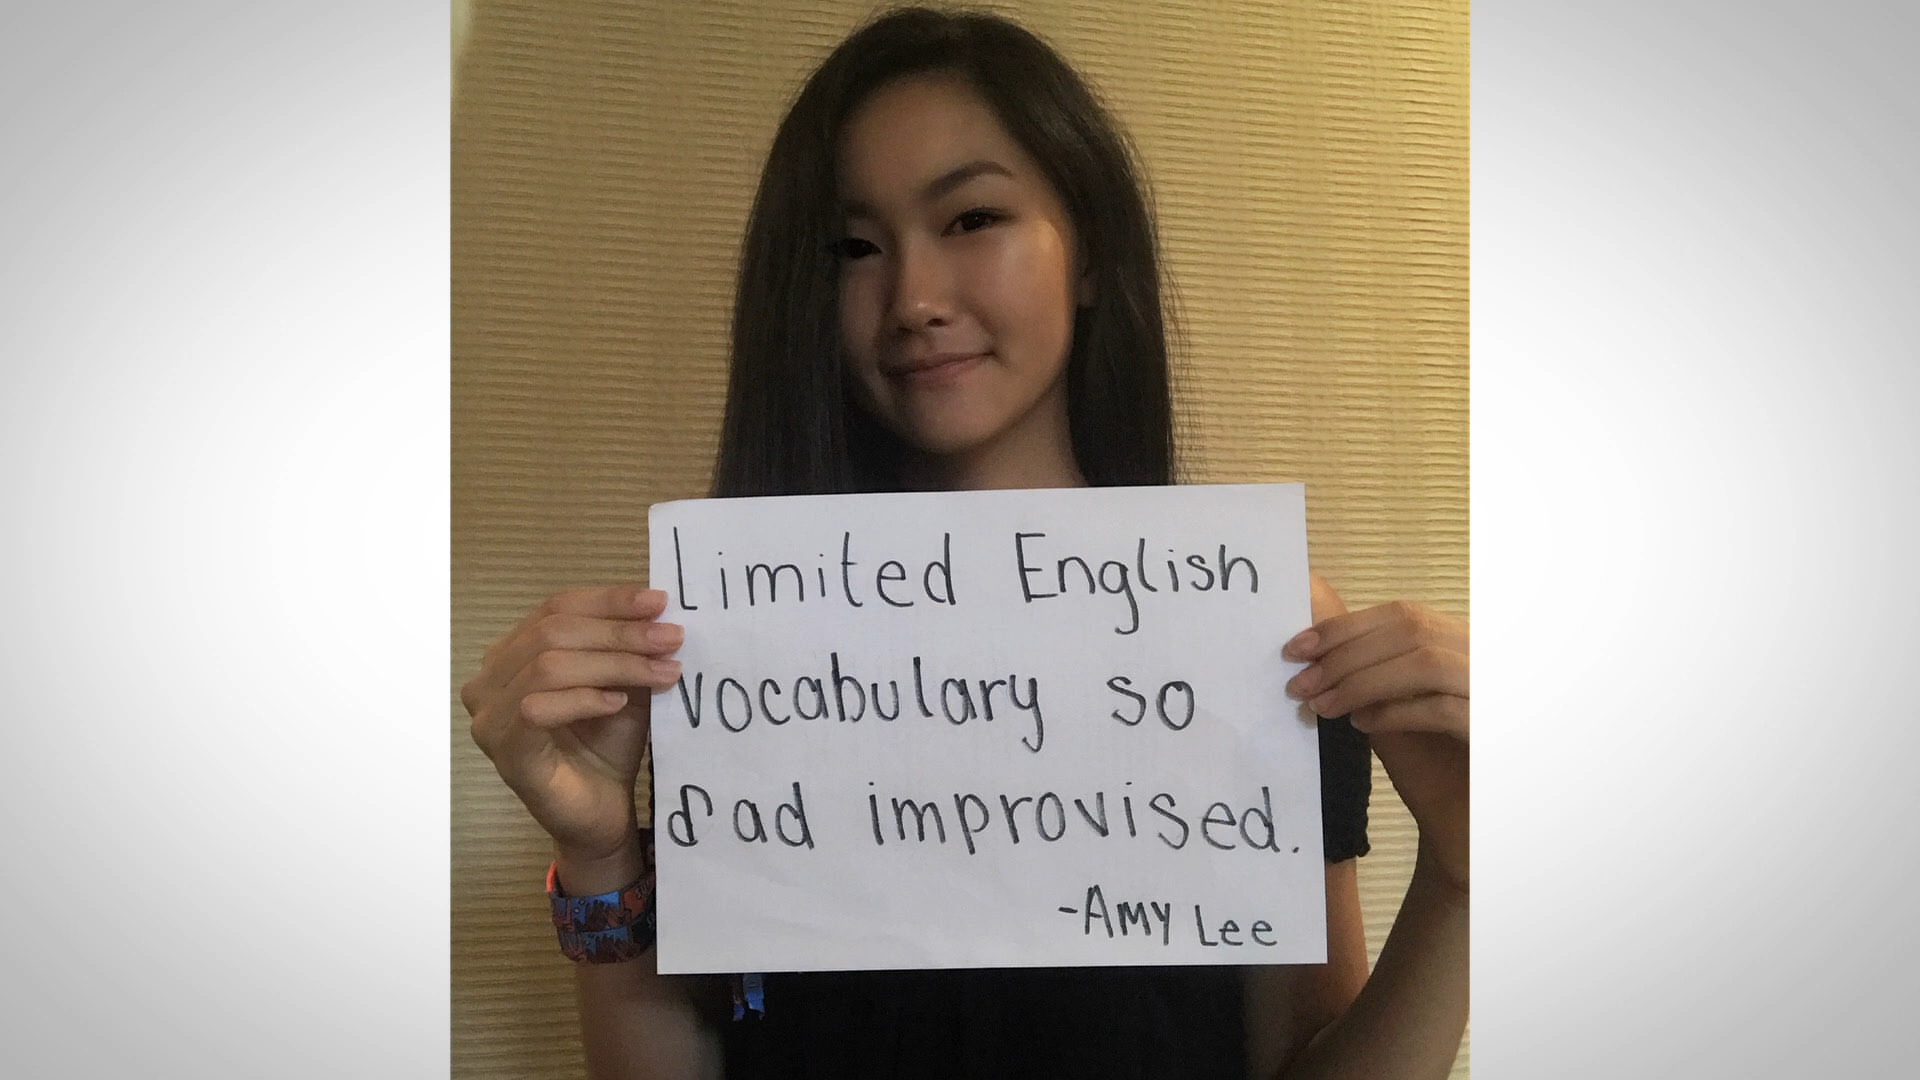 Limited English
vocabulary so
dad improvised.
-Amy Lee